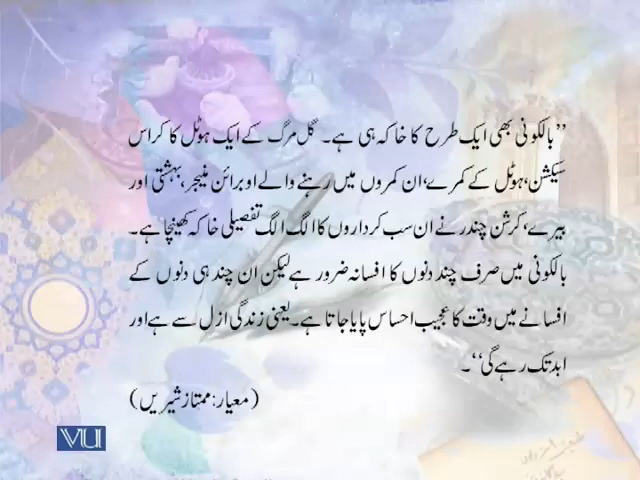 ”بالکونی بھی ایک طرح کا خاکہ ہی ہے۔ گل مرگ کے ایک ہوٹل کا کراس
سیکشن، ہوٹل کے کمرے، ان کمروں میں رہنے والے اوبرائن منیجر، بہشتی اور
بیرے، کرشن چندر نے ان سب کرداروں کا الگ الگ تفصیلی خاکہ کھینچا ہے۔
بالکونی میں صرف چند دنوں کا افسانہ ضرور ہے لیکن ان چند ہی دنوں کے
افسانے میں وقت کا عجیب احساس پایا جاتا ہے۔ یعنی زندگی ازل سے ہے اور
ابد تک رہے گی“۔
(معیار: ممتاز شیریں)
VU